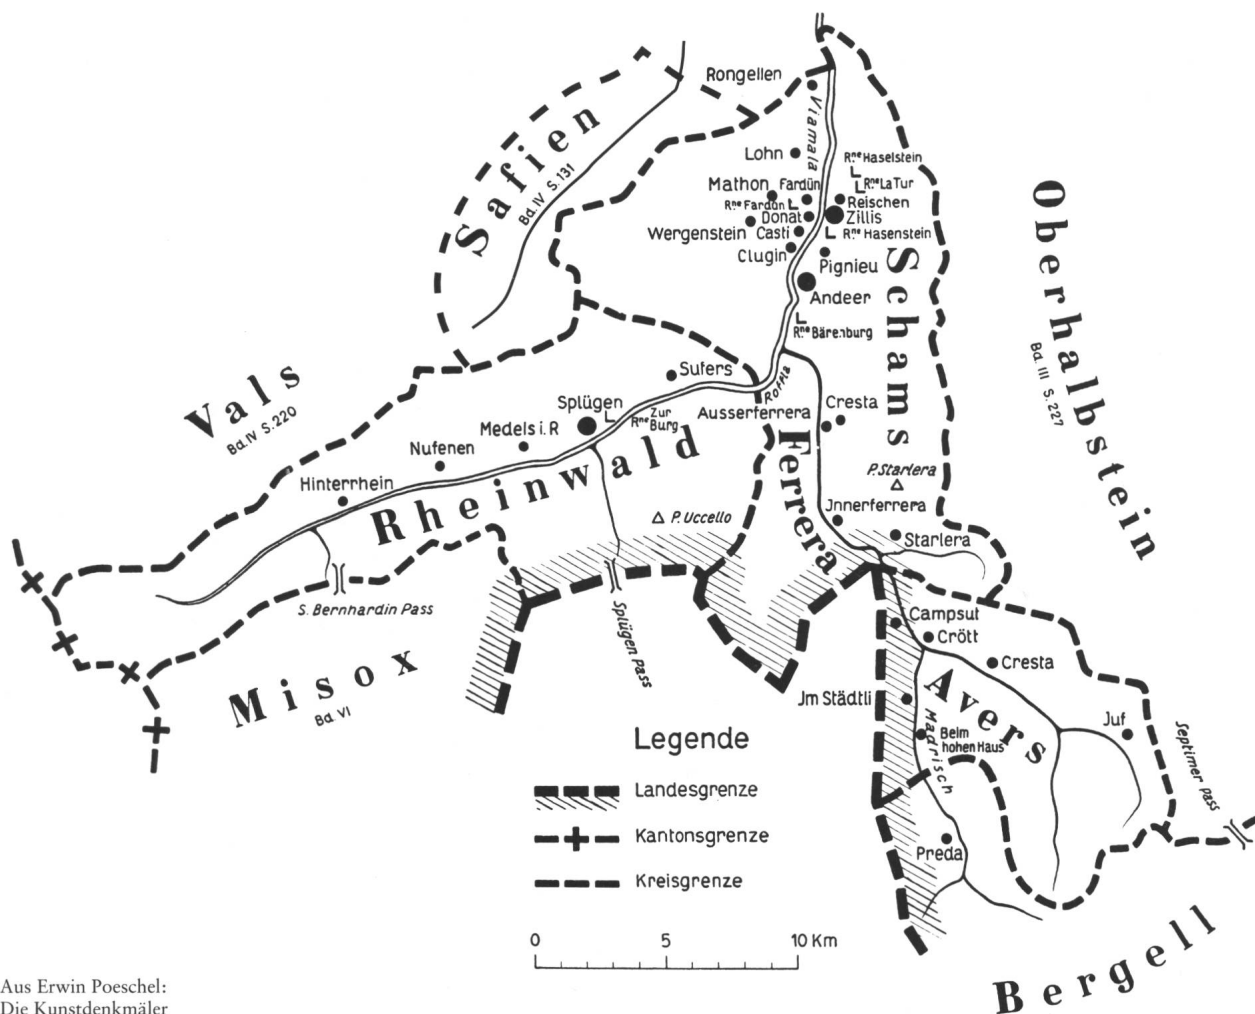 Rongellen
Viamala
Safien
Bd. IV S. 131
Lohn
Rne Haselstein
Mathon
Fardün
Rne La Tur
Rne Fardün
Reischen
Donat
Zillis
Wergenstein
Casti
Rne Hasenstein
Clugin
Pignieu
Andeer
Rne Bärenburg
Schams
Oberhalbstein
Bd. III S. 227
Vals
Bd. IV S. 220
Sufers
Roffla
Splügen
Rne Zur
Burg
Ausserferrera
Cresta
Medels i. R
Nufenen
Hinterrhein
Rheinwald
Ferrera
P. Starlera
P. Uccello
Jnnerferrera
Starlera
S. Bernhardin Pass
Splügen Pass
Misox
Bd. VI
Campsut
Crött
Cresta
Jm Städtli
Avers
Madrisch
Beim
hohen Haus
Juf
Septimer pass
Preda
Bergell
Legende
Landesgrenze
Kantonsgrenze
Kreisgrenze
0 5 10 Km
Aus Erwin Poeschel:
Die Kunstdenkmäler